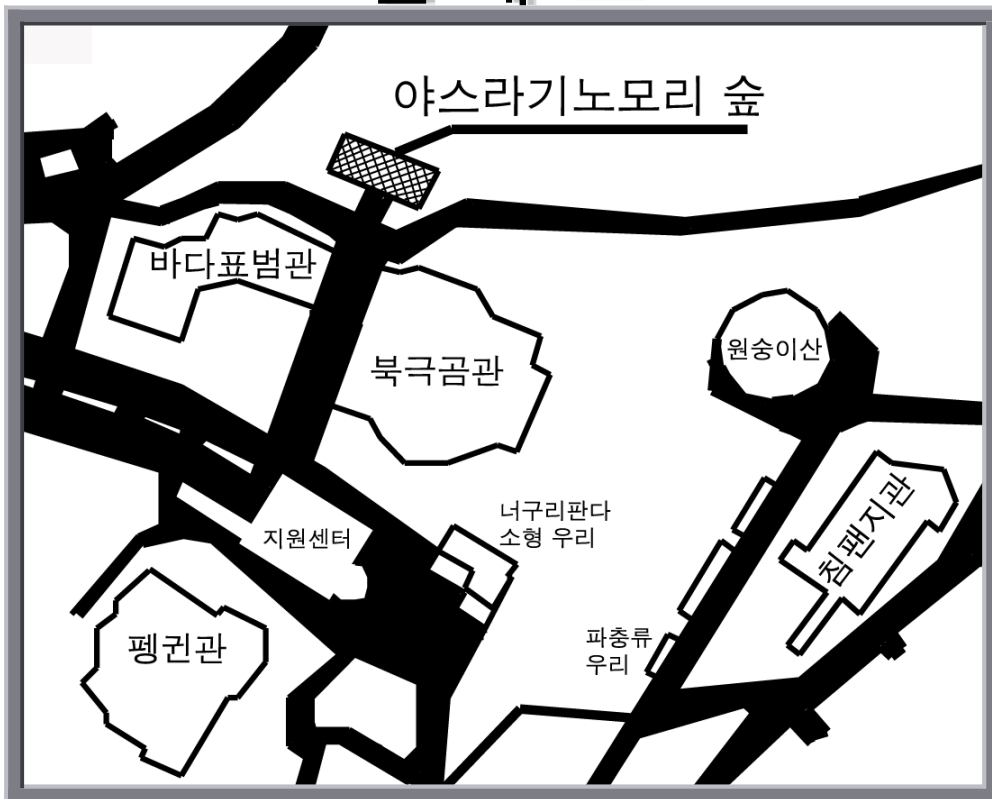 야스라기노모리 숲
바다표범관
북극곰관
원숭이산
침팬지관
너구리판다
소형 우리
지원센터
파충류
우리
펭귄관